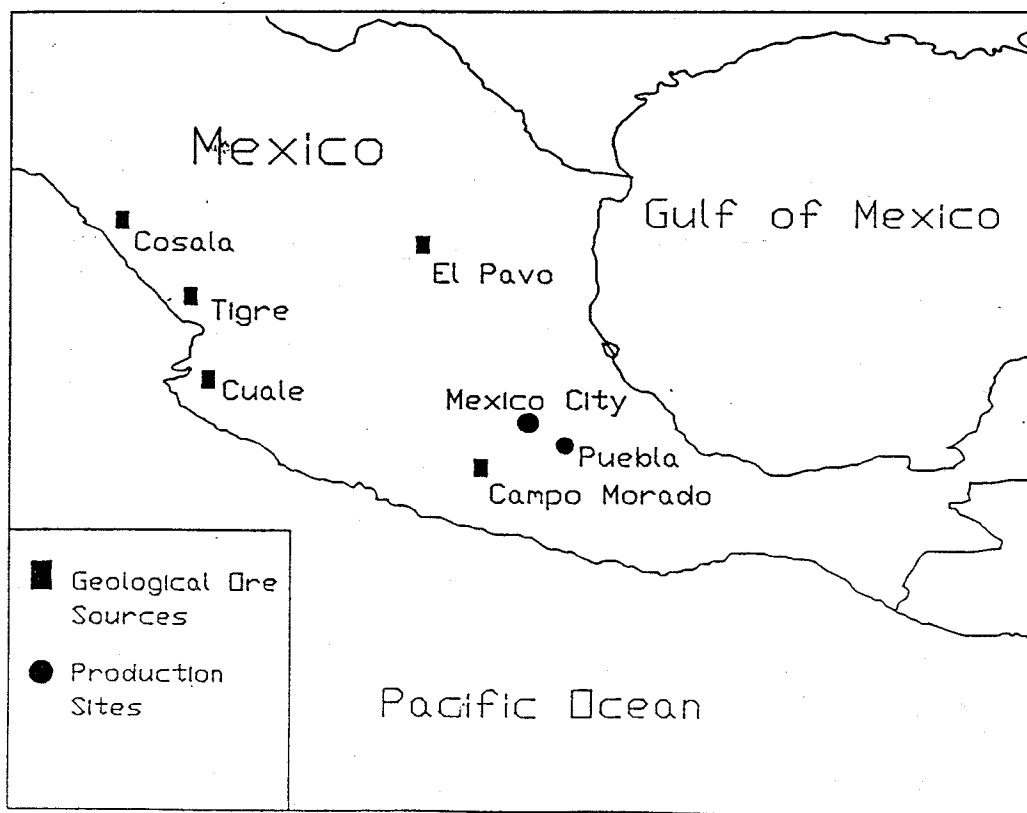 Mexico
Gulf of Mexico
Cosala
El Pavo
Tigre
Cuale
Mexico City
Puebla
Campo Morado
Geological Ore
Sources
Production
Sites
Pacific Ocean